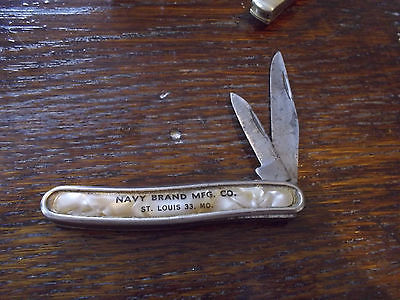 NAVY BRAND MFG. CO.
ST. LOUIS 33, MO.